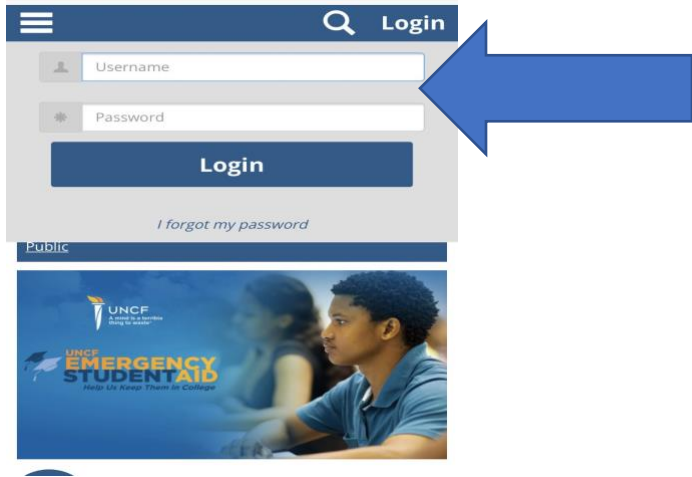 Login
Username
Password
Login
I forgot my password
Public
UNCF
A mind is a terrible
thing to waste®
UNCF
EMERGENCY
STUDENT AID
Help Us Keep Them in College